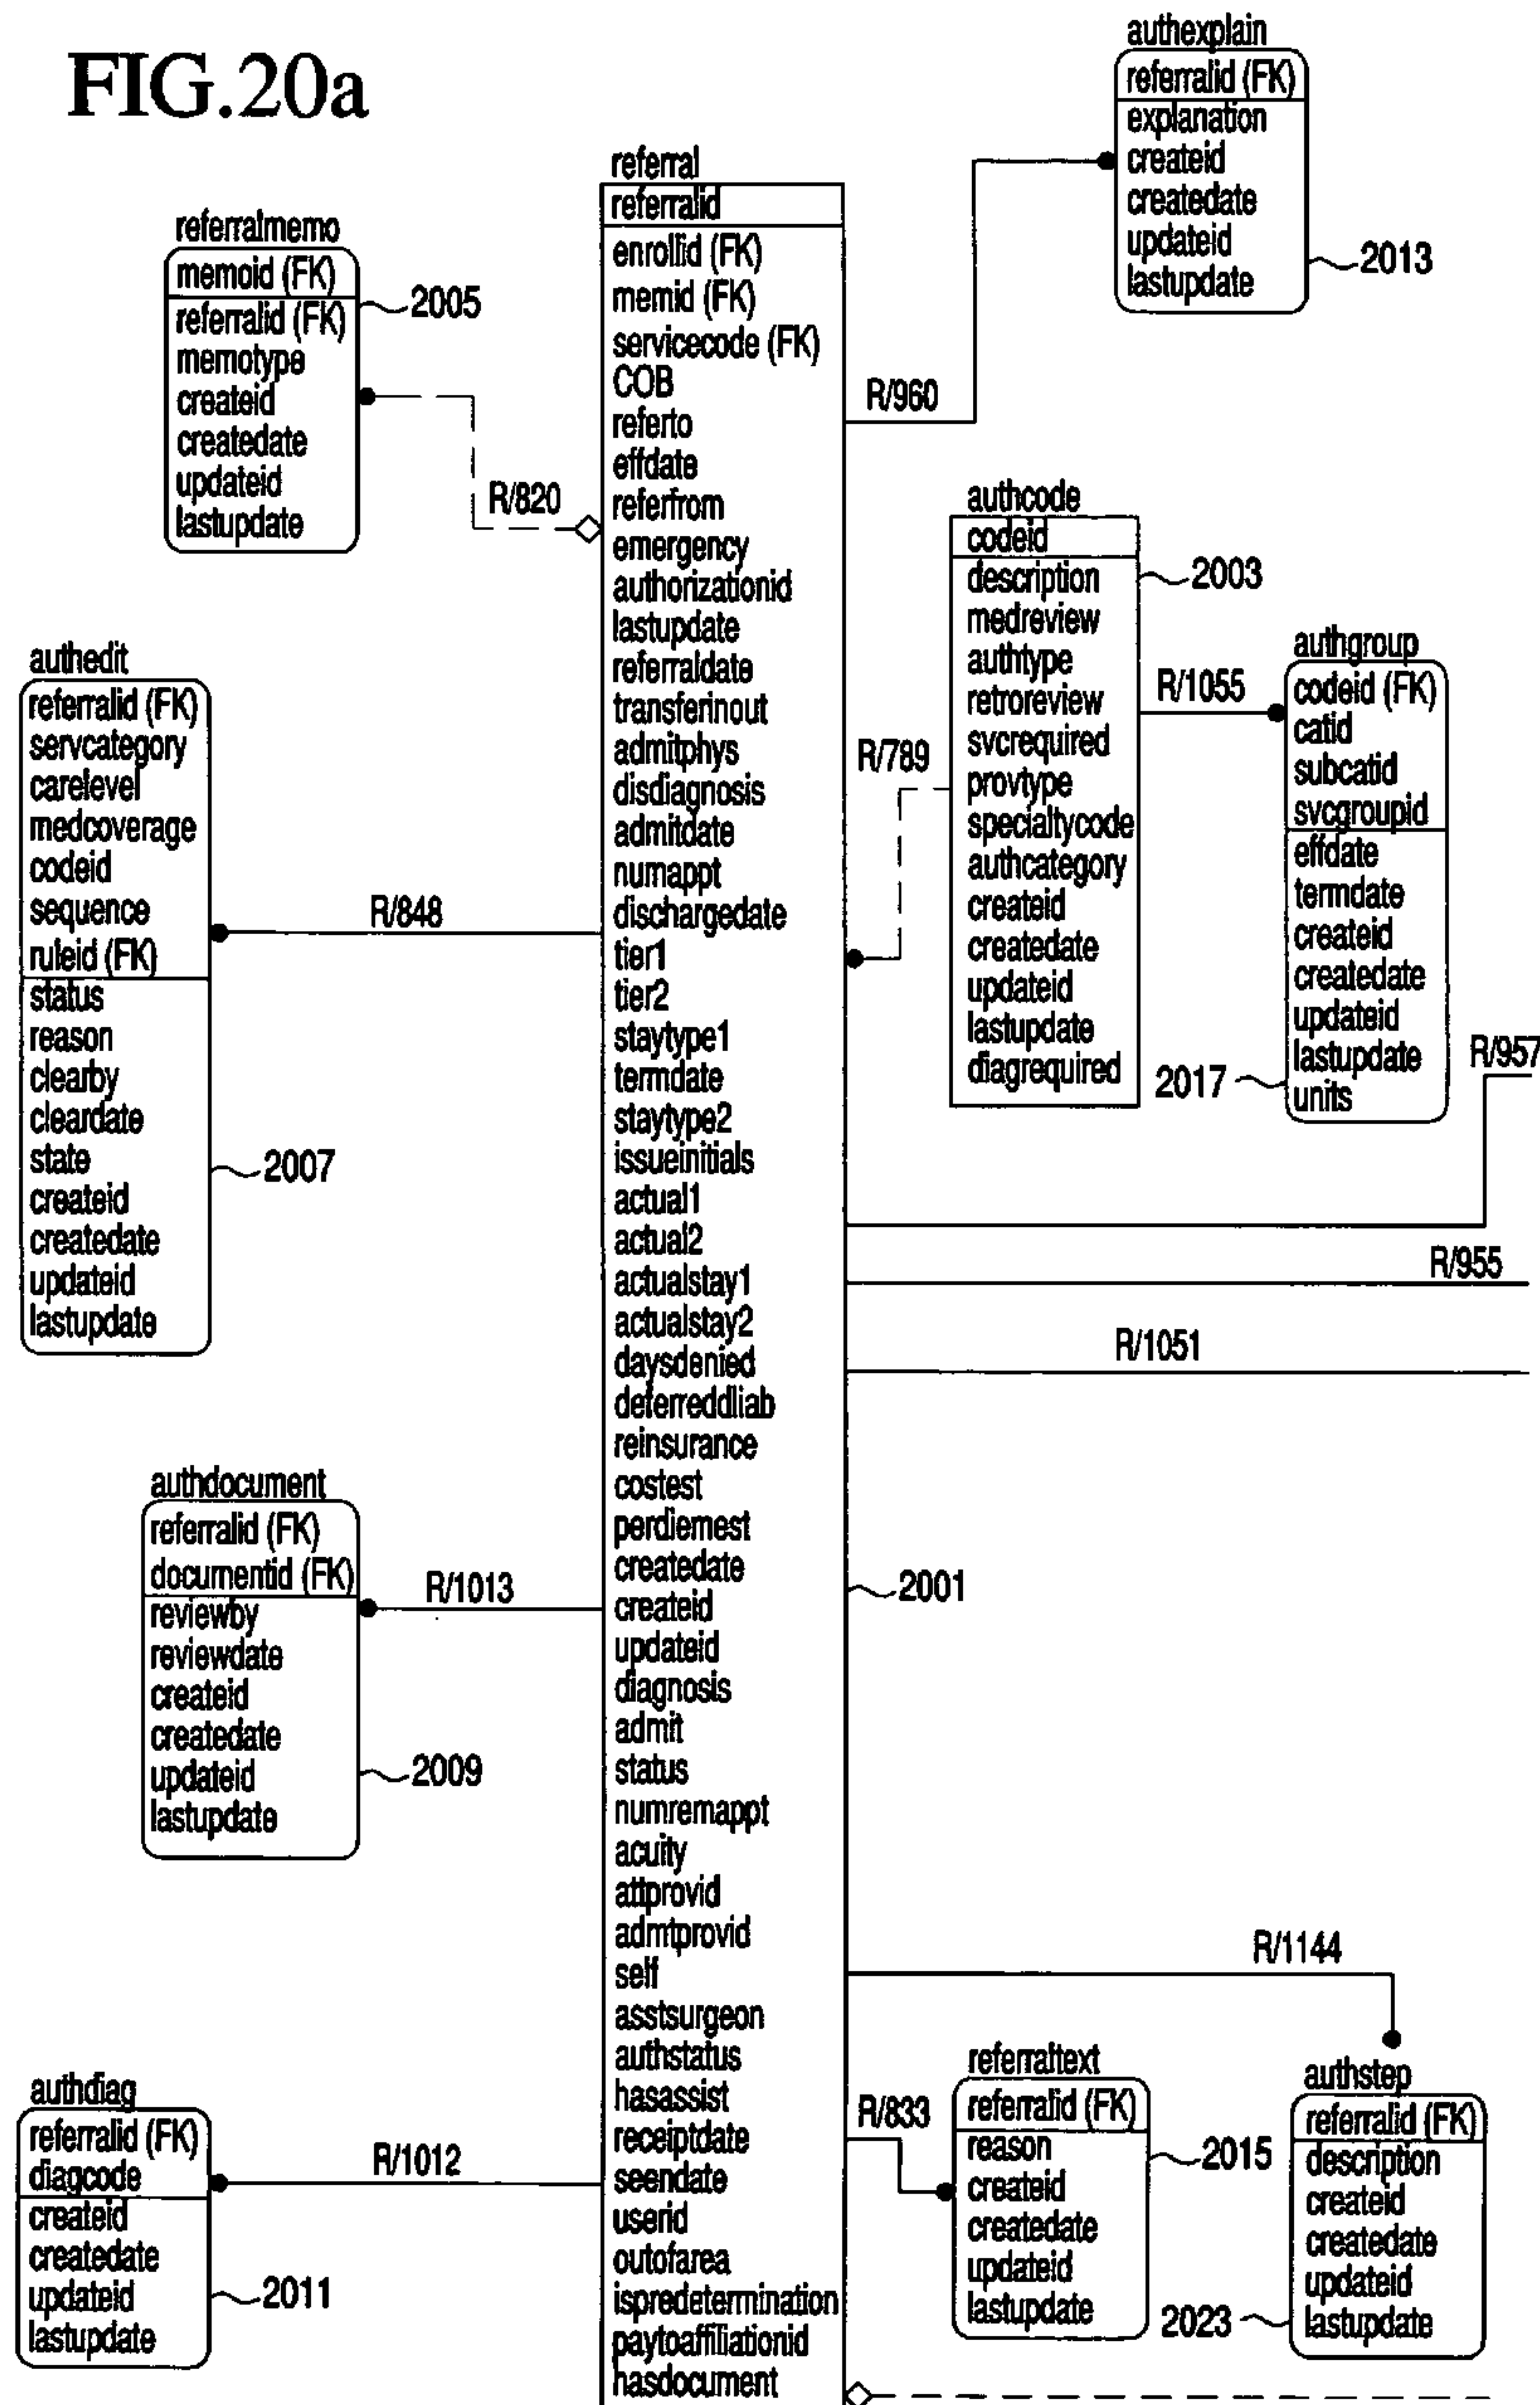 FIG.20a
authexplain
referralid (FK)
explanation
createid
createdate
updateid
lastupdate
2013
referralmemo
memoid (FK)
referralid (FK)
memotype
createid
createdate
updateid
lastupdate
2005
R/820
referral
referralid
enrollid (FK)
memid (FK)
servicecode (FK)
COB
referto
effdate
referfrom
emergency
authorizationid
lastupdate
referraldate
transferinout
admitphys
disdiagnosis
admitdate
numappt
dischargedate
tier1
tier2
staytype1
termdate
staytype2
issueinitials
actual1
actual2
actualstay1
actualstay2
daysdenied
deferreddliab
reinsurance
costest
perdiemest
createdate
createid
updateid
diagnosis
admit
status
numremappt
acuity
attprovid
admtprovid
self
asstsurgeon
authstatus
hasassist
receiptdate
seendate
userid
outofarea
ispredetermination
paytoaffiliationid
hasdocument
2001
R/960
authcode
codeid
description
medreview
authtype
retroreview
svcrequired
provtype
specialtycode
authcategory
createid
createdate
updateid
lastupdate
diagrequired
2003
R/789
R/1055
authgroup
codeid (FK)
catid
subcatid
svcgroupid
effdate
termdate
createid
createdate
updateid
lastupdate
units
2017
R/957
R/955
R/1051
authedit
referralid (FK)
servcategory
carelevel
medcoverage
codeid
sequence
ruleid (FK)
status
reason
clearby
cleardate
state
createid
createdate
updateid
lastupdate
2007
R/848
authdocument
referralid (FK)
documentid (FK)
reviewby
reviewdate
createid
createdate
updateid
lastupdate
2009
R/1013
authdiag
referralid (FK)
diagcode
createid
createdate
updateid
lastupdate
2011
R/1012
R/1144
R/833
referraltext
referralid (FK)
reason
createid
createdate
updateid
lastupdate
2015
authstep
referralid (FK)
description
createid
createdate
updateid
lastupdate
2023